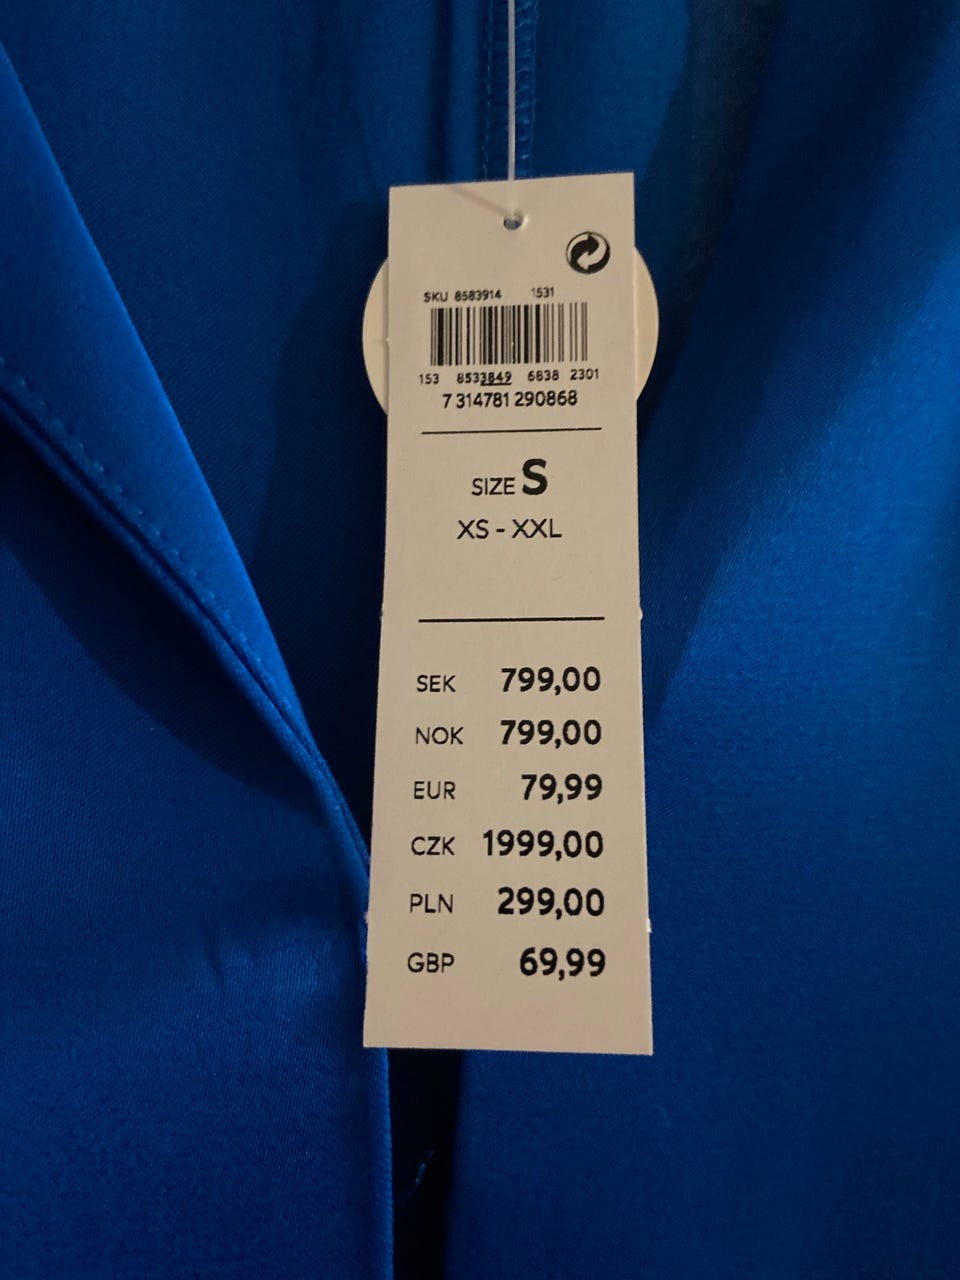 SKU 8583914 1531
153 8533849 6838 2301
7 314781 290868
SIZE S
XS - XXL
SEK 799,00
NOK 799,00
EUR 79,99
CZK 1999,00
PLN 299,00
GBP 69,99